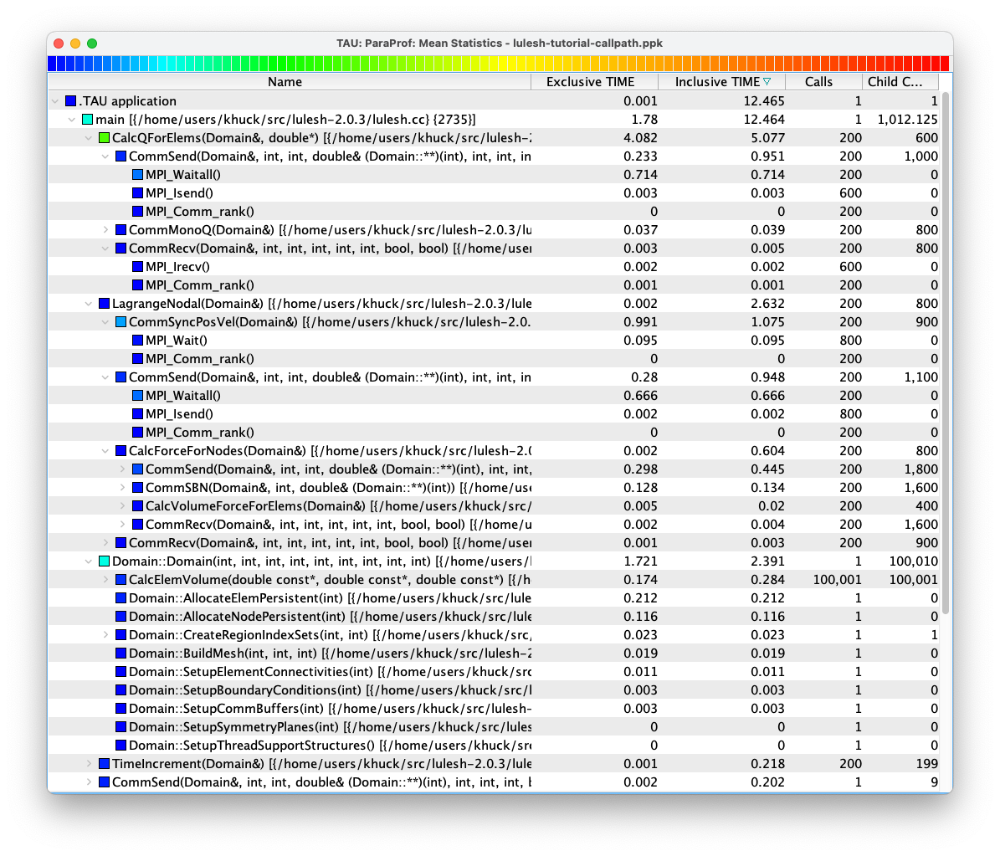 TAU: ParaProf: Mean Statistics - lulesh-tutorial-callpath.ppk
Name Exclusive TIME Inclusive TIME Calls Child C...
.TAU application 0.001 12.465 1 1
main [{/home/users/khuck/src/lulesh-2.0.3/lulesh.cc} {2735}] 1.78 12.464 1 1,012.125
CalcQForElems(Domain&, double*) [{/home/users/khuck/src/lulesh-2 4.082 5.077 200 600
CommSend(Domain&, int, int, double& (Domain::**)(int), int, int, in 0.233 0.951 200 1,000
MPI_Waitall() 0.714 0.714 200 0
MPI_Isend() 0.003 0.003 600 0
MPI_Comm_rank() 0 0 200 0
CommMonoQ(Domain&) [{/home/users/khuck/src/lulesh-2.0.3/lu 0.037 0.039 200 800
CommRecv(Domain&, int, int, int, int, bool, bool) [{/home/user 0.003 0.005 200 800
MPI_Irecv() 0.002 0.002 600 0
MPI_Comm_rank() 0.001 0.001 200 0
LagrangeNodal(Domain&) [{/home/users/khuck/src/lulesh-2.0.3/lule 0.002 2.632 200 800
CommSyncPosVel(Domain&) [{/home/users/khuck/src/lulesh-2.0. 0.991 1.075 200 900
MPI_Wait() 0.095 0.095 800 0
MPI_Comm_rank() 0 0 200 0
CommSend(Domain&, int, int, double& (Domain::**)(int), int, int, in 0.28 0.948 200 1,100
MPI_Waitall() 0.666 0.666 200 0
MPI_Isend() 0.002 0.002 800 0
MPI_Comm_rank() 0 0 200 0
CalcForceForNodes(Domain&) [{/home/users/khuck/src/lulesh-2.0 0.002 0.604 200 800
CommSend(Domain&, int, int, double& (Domain::**)(int), int, int, 0.298 0.445 200 1,800
CommSBN(Domain&, int, double& (Domain::**)(int)) [{/home/use 0.128 0.134 200 1,600
CalcVolumeForceForElems(Domain&) [{/home/users/khuck/src/ 0.005 0.02 200 400
CommRecv(Domain&, int, int, int, int, bool, bool) [{/home/u 0.002 0.004 200 1,600
CommRecv(Domain&, int, int, int, int, bool, bool) [{/home/user 0.001 0.003 200 900
Domain::Domain(int, int, int, int, int, int, int, int, int) [{/home/users/l 1.721 2.391 1 100,010
CalcElemVolume(double const*, double const*, double const*) [{/h 0.174 0.284 100,001 100,001
Domain::AllocateElemPersistent(int) [{/home/users/khuck/src/lule 0.212 0.212 1 0
Domain::AllocateNodePersistent(int) [{/home/users/khuck/src/lule 0.116 0.116 1 0
Domain::CreateRegionIndexSets(int, int) [{/home/users/khuck/src/ 0.023 0.023 1 1
Domain::BuildMesh(int, int, int) [{/home/users/khuck/src/lulesh-2 0.019 0.019 1 0
Domain::SetupElementConnectivities(int) [{/home/users/khuck/src 0.011 0.011 1 0
Domain::SetupBoundaryConditions(int) [{/home/users/khuck/src/l 0.003 0.003 1 0
Domain::SetupCommBuffers(int) [{/home/users/khuck/src/lulesh- 0.003 0.003 1 0
Domain::SetupSymmetryPlanes(int) [{/home/users/khuck/src/lules 0 0 1 0
Domain::SetupThreadSupportStructures() [{/home/users/khuck/sr 0 0 1 0
TimeIncrement(Domain&) [{/home/users/khuck/src/lulesh-2.0.3/lule 0.001 0.218 200 199
CommSend(Domain&, int, int, double& (Domain::**)(int), int, int, int, b 0.002 0.202 1 9